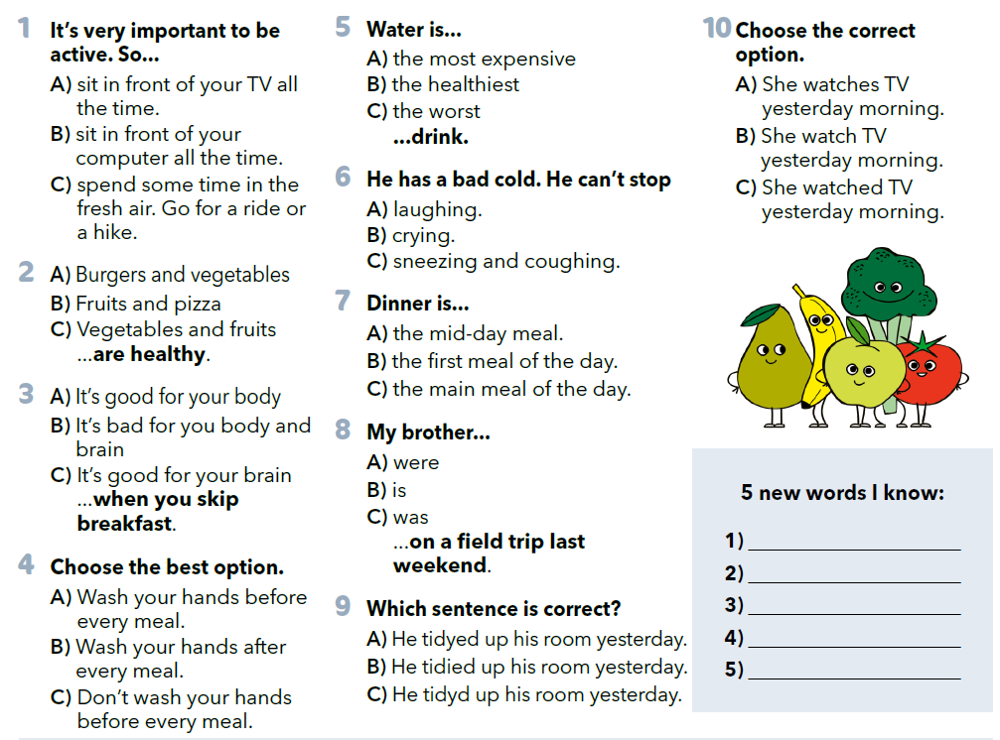 1 It's very important to be
active. So...
A) sit in front of your TV all
the time.
B) sit in front of your
computer all the time.
C) spend some time in the
fresh air. Go for a ride or
a hike.
2 A) Burgers and vegetables
B) Fruits and pizza
C) Vegetables and fruits
...are healthy.
3 A) It's good for your body
B) It's bad for you body and
brain
C) It's good for your brain
...when you skip
breakfast.
4 Choose the best option.
A) Wash your hands before
every meal.
B) Wash your hands after
every meal.
C) Don't wash your hands
before every meal.
5 Water is...
A) the most expensive
B) the healthiest
C) the worst
...drink.
6 He has a bad cold. He can't stop
A) laughing.
B) crying.
C) sneezing and coughing.
7 Dinner is...
A) the mid-day meal.
B) the first meal of the day.
C) the main meal of the day.
8 My brother...
A) were
B) is
C) was
...on a field trip last
weekend.
9 Which sentence is correct?
A) He tidyed up his room yesterday.
B) He tidied up his room yesterday.
C) He tidyd up his room yesterday.
10 Choose the correct
option.
A) She watches TV
yesterday morning.
B) She watch TV
yesterday morning.
C) She watched TV
yesterday morning.
5 new words I know:
1)
2)
3)
4)
5)